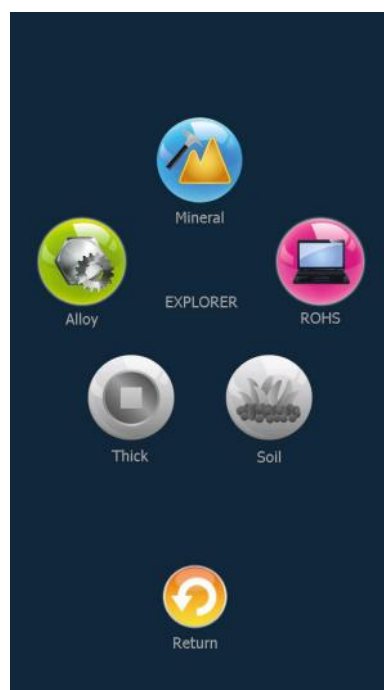 Mineral
Alloy
EXPLORER
ROHS
Thick
Soil
Return